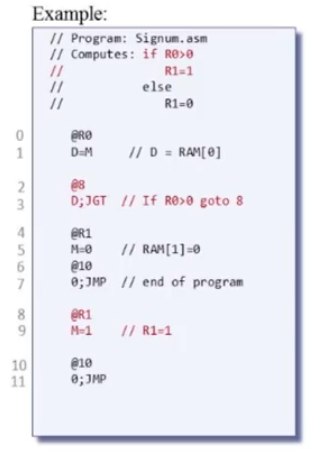 Example:
// Program: Signum.asm
// Computes: if R0>0
//              R1=1
//           else
//              R1=0
0    @R0
1    D=M    // D = RAM[0]
2    @8
3    D;JGT  // If R0>0 goto 8
4    @R1
5    M=0    // RAM[1]=0
6    @10
7    0;JMP  // end of program
8    @R1
9    M=1    // R1=1
10   @10
11   0;JMP